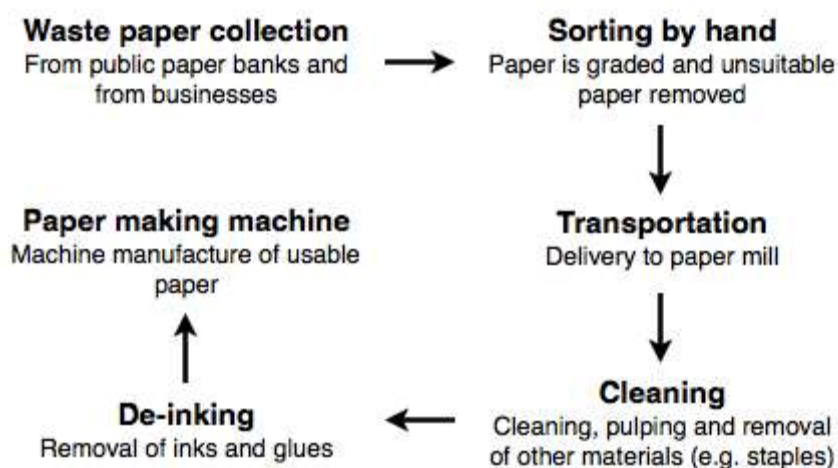 Waste paper collection
From public paper banks and
from businesses
Sorting by hand
Paper is graded and unsuitable
paper removed
Transportation
Delivery to paper mill
Cleaning
Cleaning, pulping and removal
of other materials (e.g. staples)
De-inking
Removal of inks and glues
Paper making machine
Machine manufacture of usable
paper